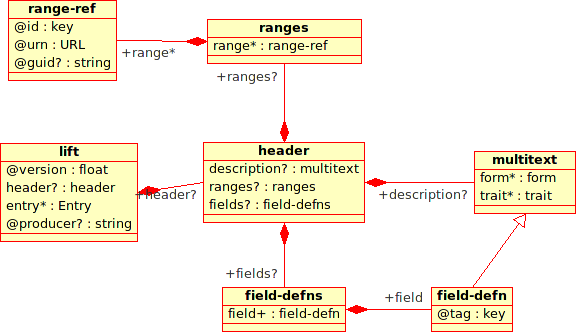 range-ref
@id : key
@urn : URL
@guid? : string
+range*
ranges
range* : range-ref
+ranges?
lift
@version : float
header? : header
entry* : Entry
@producer? : string
+header?
header
description? : multitext
ranges? : ranges
fields? : field-defns
+description?
multitext
form* : form
trait* : trait
+fields?
field-defns
field+ : field-defn
+field
field-defn
@tag : key